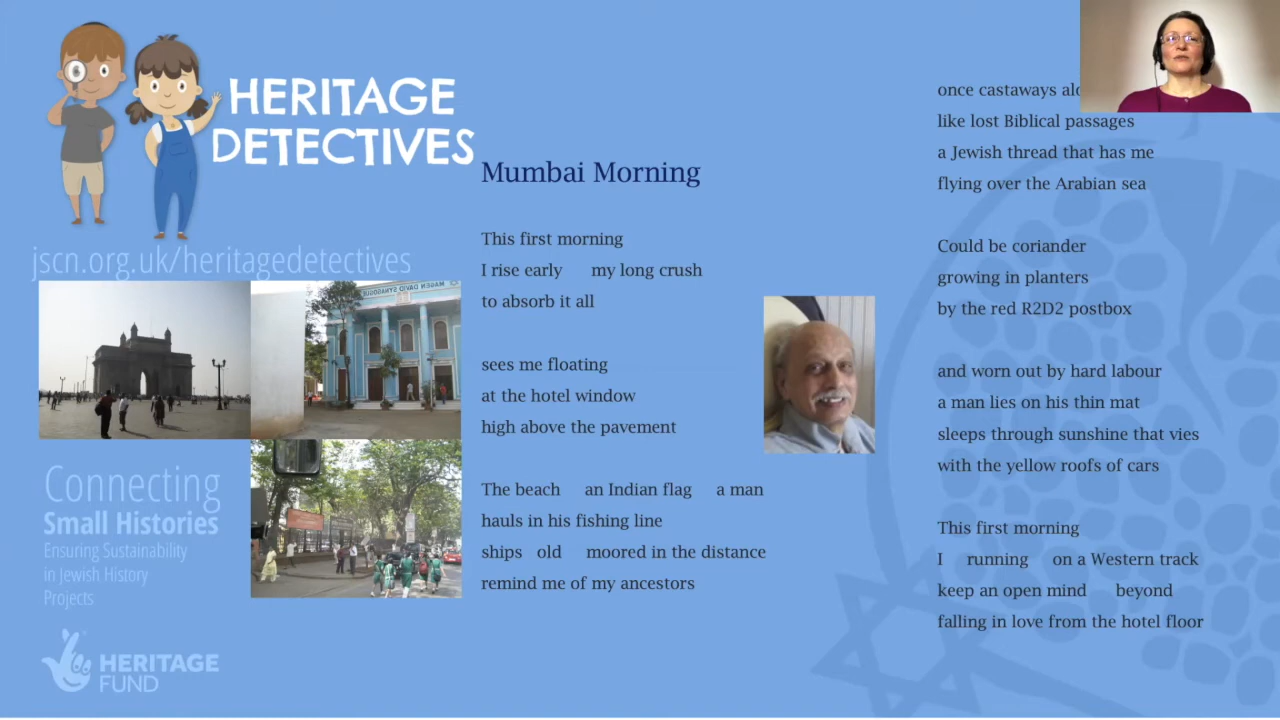 HERITAGE
DETECTIVES
jscn.org.uk/heritagedetectives
Connecting
Small Histories
Ensuring Sustainability
in Jewish History
Projects
HERITAGE
FUND
MAGEN DAVID SYNAGOGUE
Mumbai Morning
This first morning
I rise early my long crush
to absorb it all
sees me floating
at the hotel window
high above the pavement
The beach an Indian flag a man
hauls in his fishing line
ships old moored in the distance
remind me of my ancestors
once castaways
like lost Biblical passages
a Jewish thread that has me
flying over the Arabian sea
Could be coriander
growing in planters
by the red R2D2 postbox
and worn out by hard labour
a man lies on his thin mat
sleeps through sunshine that vies
with the yellow roofs of cars
This first morning
I running on a Western track
keep an open mind beyond
falling in love from the hotel floor